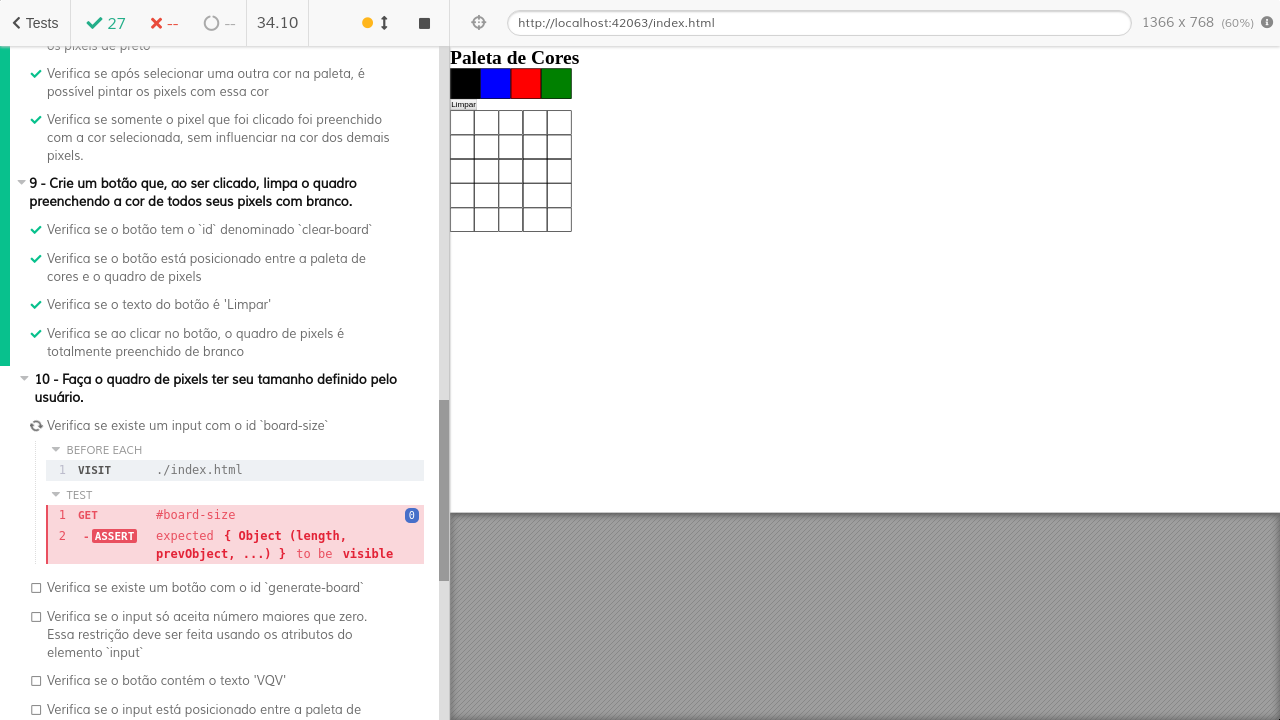 Tests
27
--
--
34.10
http://localhost:42063/index.html
1366 x 768 (60%)
os pixels de preto
Verifica se após selecionar uma outra cor na paleta, é
possível pintar os pixels com essa cor
Verifica se somente o pixel que foi clicado foi preenchido
com a cor selecionada, sem influenciar na cor dos demais
pixels.
9 - Crie um botão que, ao ser clicado, limpa o quadro
preenchendo a cor de todos seus pixels com branco.
Verifica se o botão tem o `id` denominado `clear-board`
Verifica se o botão está posicionado entre a paleta de
cores e o quadro de pixels
Verifica se o texto do botão é 'Limpar'
Verifica se ao clicar no botão, o quadro de pixels é
totalmente preenchido de branco
10 - Faça o quadro de pixels ter seu tamanho definido pelo
usuário.
Verifica se existe um input com o id `board-size`
BEFORE EACH
1 VISIT ./index.html
TEST
1 GET #board-size 0
2 -ASSERT expected { Object (length,
prevObject, ...) } to be visible
Verifica se existe um botão com o id `generate-board`
Verifica se o input só aceita número maiores que zero.
Essa restrição deve ser feita usando os atributos do
elemento `input`
Verifica se o botão contém o texto 'VQV'
Verifica se o input está posicionado entre a paleta de
Paleta de Cores
Limpar